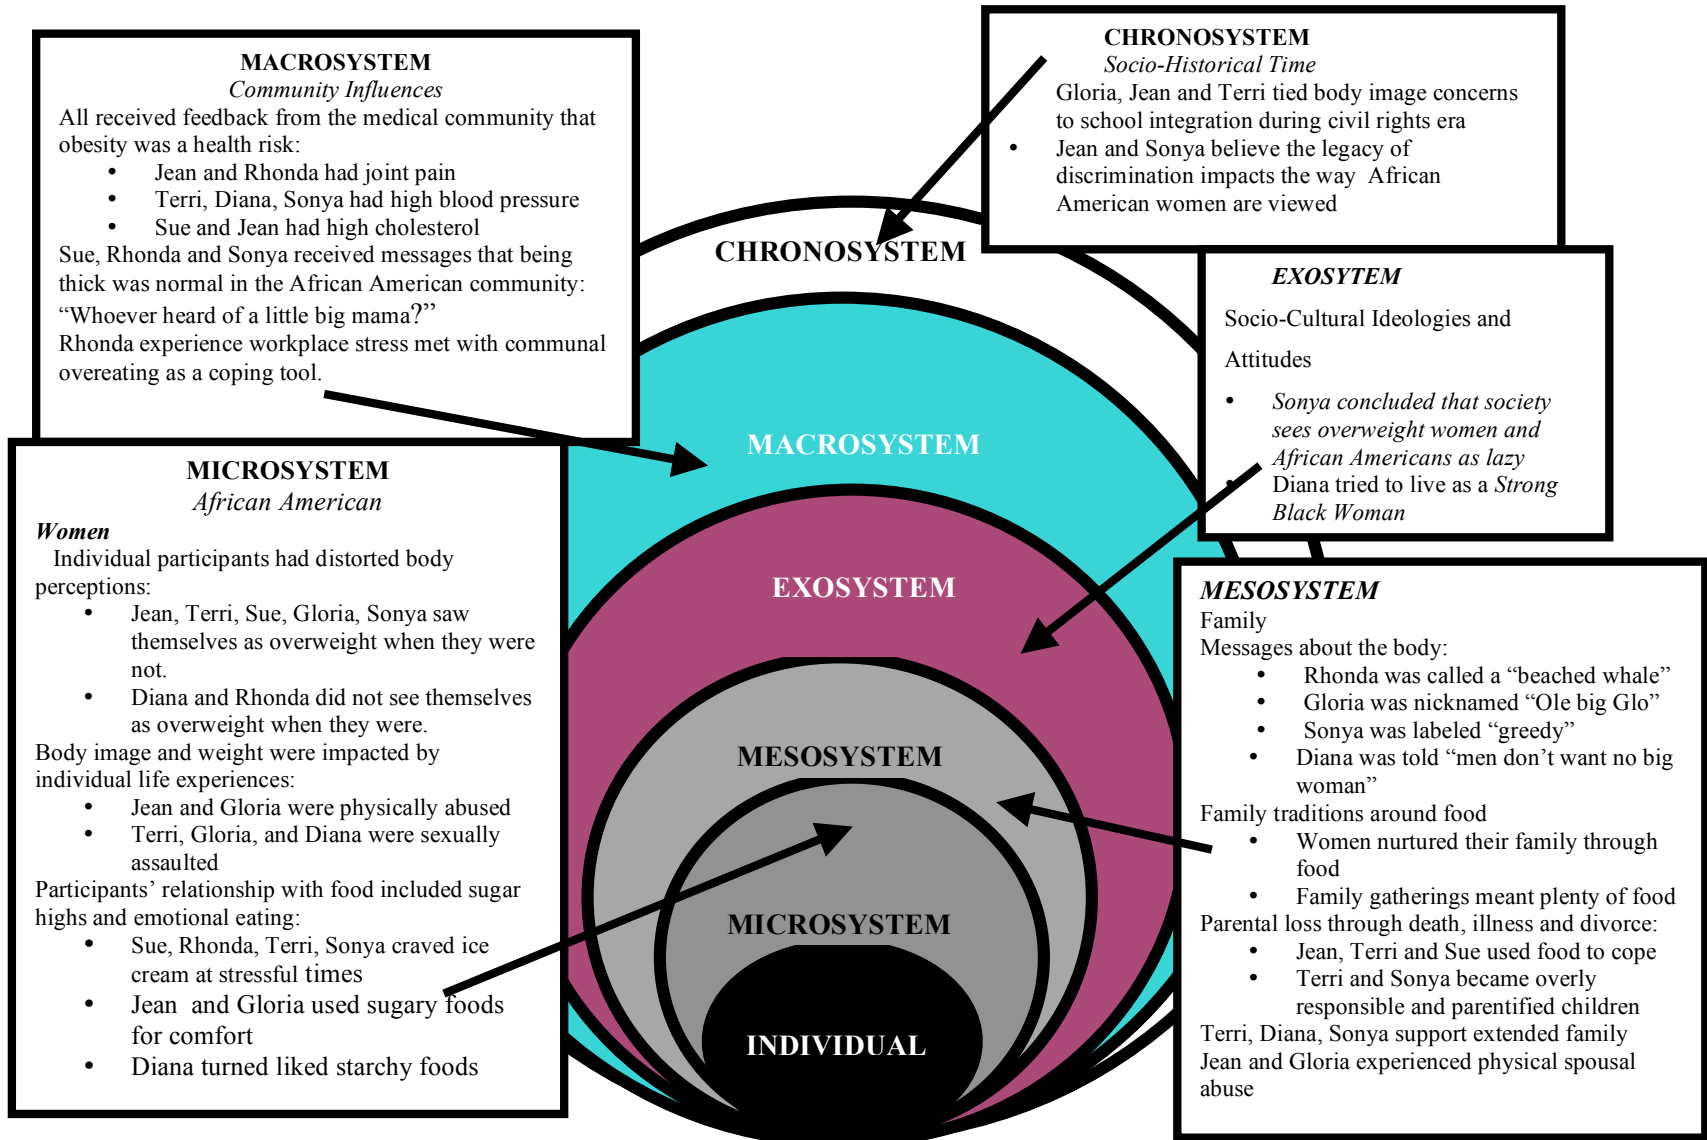 MACROSYSTEM
Community Influences
All received feedback from the medical community that
obesity was a health risk:
• Jean and Rhonda had joint pain
• Terri, Diana, Sonya had high blood pressure
• Sue and Jean had high cholesterol
Sue, Rhonda and Sonya received messages that being
thick was normal in the African American community:
“Whoever heard of a little big mama?”
Rhonda experience workplace stress met with communal
overeating as a coping tool.
CHRONOSYSTEM
Socio-Historical Time
Gloria, Jean and Terri tied body image concerns
to school integration during civil rights era
• Jean and Sonya believe the legacy of
discrimination impacts the way African
American women are viewed
EXOSYTEM
Socio-Cultural Ideologies and
Attitudes
• Sonya concluded that society
sees overweight women and
African Americans as lazy
• Diana tried to live as a Strong
Black Woman
MICROSYSTEM
African American
Women
Individual participants had distorted body
perceptions:
• Jean, Terri, Sue, Gloria, Sonya saw
themselves as overweight when they were
not.
• Diana and Rhonda did not see themselves
as overweight when they were.
Body image and weight were impacted by
individual life experiences:
• Jean and Gloria were physically abused
• Terri, Gloria, and Diana were sexually
assaulted
Participants’ relationship with food included sugar
highs and emotional eating:
• Sue, Rhonda, Terri, Sonya craved ice
cream at stressful times
• Jean and Gloria used sugary foods
for comfort
• Diana turned liked starchy foods
MESOSYSTEM
Family
Messages about the body:
• Rhonda was called a “beached whale”
• Gloria was nicknamed “Ole big Glo”
• Sonya was labeled “greedy”
• Diana was told “men don’t want no big
woman”
Family traditions around food
• Women nurtured their family through
food
• Family gatherings meant plenty of food
Parental loss through death, illness and divorce:
• Jean, Terri and Sue used food to cope
• Terri and Sonya became overly
responsible and parentified children
Terri, Diana, Sonya support extended family
Jean and Gloria experienced physical spousal
abuse
CHRONOSYSTEM
MACROSYSTEM
EXOSYSTEM
MESOSYSTEM
MICROSYSTEM
INDIVIDUAL